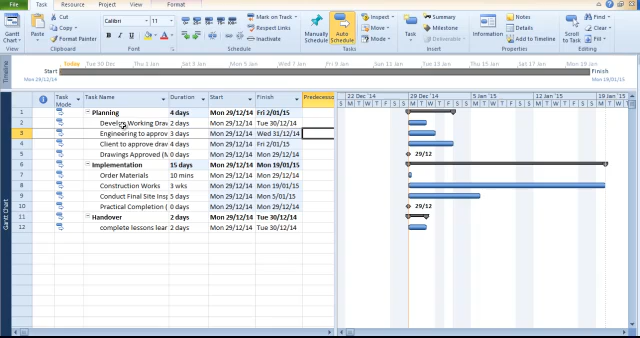 File Task Resource Project View Format
Cut
Copy
Format Painter
Calibri 11
B I U
Mark on Track
Respect Links
Inactivate
Manually Schedule
Auto Schedule
Inspect
Move
Mode
Task
Summary
Milestone
Deliverable
Information
Notes
Details
Add to Timeline
Scroll to Task
Find
Clear
Fill
Gantt Chart
Paste
View Clipboard Font Schedule Tasks Insert Properties Editing
Timeline
Today Tue 30 Dec Thu 1 Jan Sat 3 Jan Mon 5 Jan Wed 7 Jan Fri 9 Jan Sun 11 Jan Tue 13 Jan Thu 15 Jan Sat 17 Jan Mon 19 Jan
Start
Mon 29/12/14
Finish
Mon 19/01/15
Task Mode Task Name Duration Start Finish Predecesso
22 Dec '14 29 Dec '14 5 Jan '15 12 Jan '15 19 Jan '15
S M T W T F S S M T W T F S S M T W T F S S M T W T F S S M T W
1 Planning 4 days Mon 29/12/14 Fri 2/01/15
2 Develop Working Draw 2 days Mon 29/12/14 Tue 30/12/14
3 Engineering to approv 3 days Mon 29/12/14 Wed 31/12/14
4 Client to approve draw 4 days Mon 29/12/14 Fri 2/01/15
5 Drawings Approved (M 0 days Mon 29/12/14 Mon 29/12/14 29/12
6 Implementation 15 days Mon 29/12/14 Mon 19/01/15
7 Order Materials 10 mins Mon 29/12/14 Mon 29/12/14
8 Construction Works 3 wks Mon 29/12/14 Mon 19/01/15
9 Conduct Final Site Insp 5 days Mon 29/12/14 Mon 5/01/15
10 Practical Completion ( 0 days Mon 29/12/14 Mon 29/12/14 29/12
11 Handover 2 days Mon 29/12/14 Tue 30/12/14
12 complete lessons lear 2 days Mon 29/12/14 Tue 30/12/14
Gantt Chart